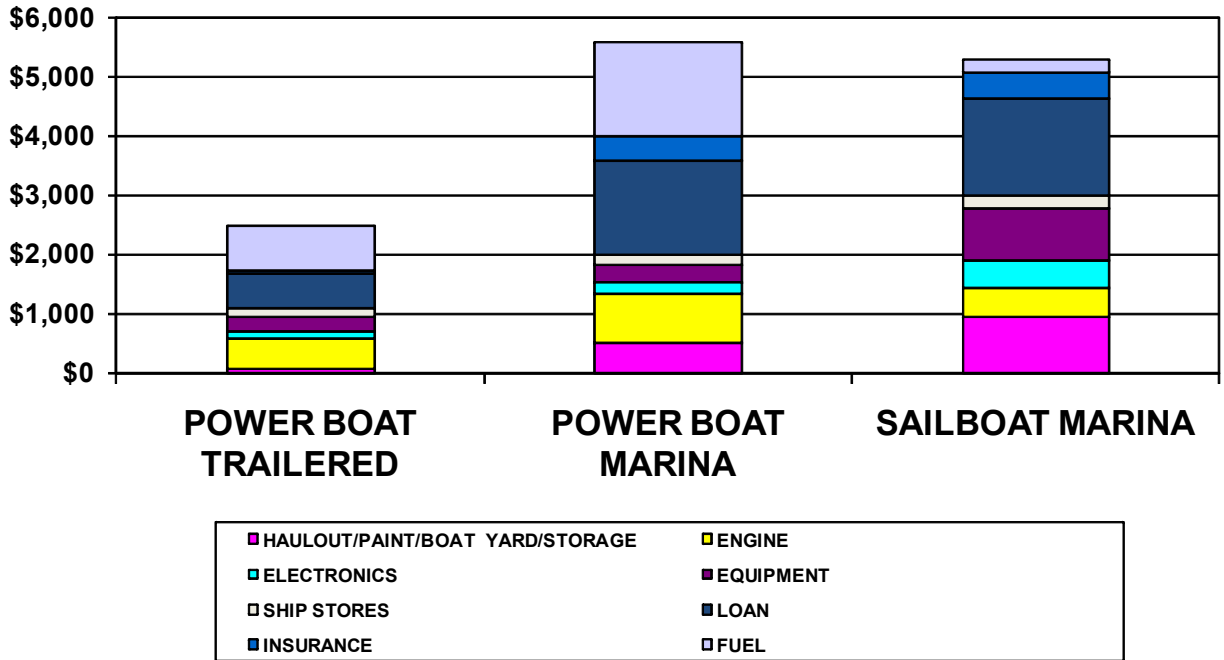 $6,000
$5,000
$4,000
$3,000
$2,000
$1,000
$0
POWER BOAT
TRAILERED
POWER BOAT
MARINA
SAILBOAT MARINA
HAULOUT/PAINT/BOAT YARD/STORAGE
ENGINE
ELECTRONICS
EQUIPMENT
SHIP STORES
LOAN
INSURANCE
FUEL